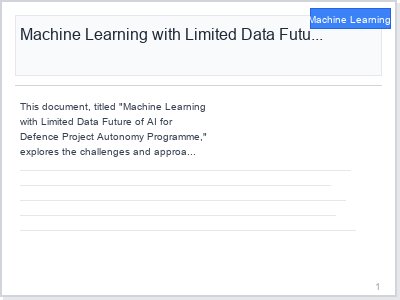 Machine Learning
Machine Learning with Limited Data Futu...
This document, titled "Machine Learning
with Limited Data Future of AI for
Defence Project Autonomy Programme,"
explores the challenges and approa...
1